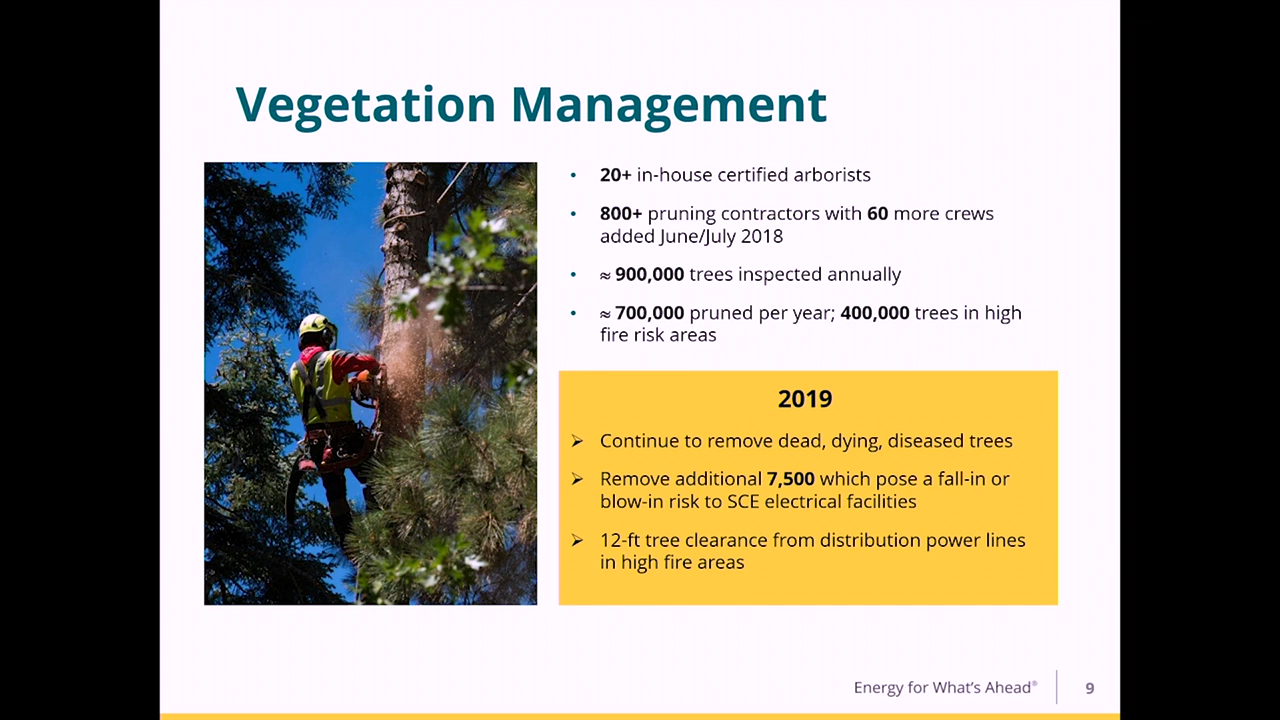 Vegetation Management
• 20+ in-house certified arborists
• 800+ pruning contractors with 60 more crews
added June/July 2018
• ≈ 900,000 trees inspected annually
• ≈ 700,000 pruned per year; 400,000 trees in high
fire risk areas
2019
➢ Continue to remove dead, dying, diseased trees
➢ Remove additional 7,500 which pose a fall-in or
blow-in risk to SCE electrical facilities
➢ 12-ft tree clearance from distribution power lines
in high fire areas
Energy for What's Ahead®
9